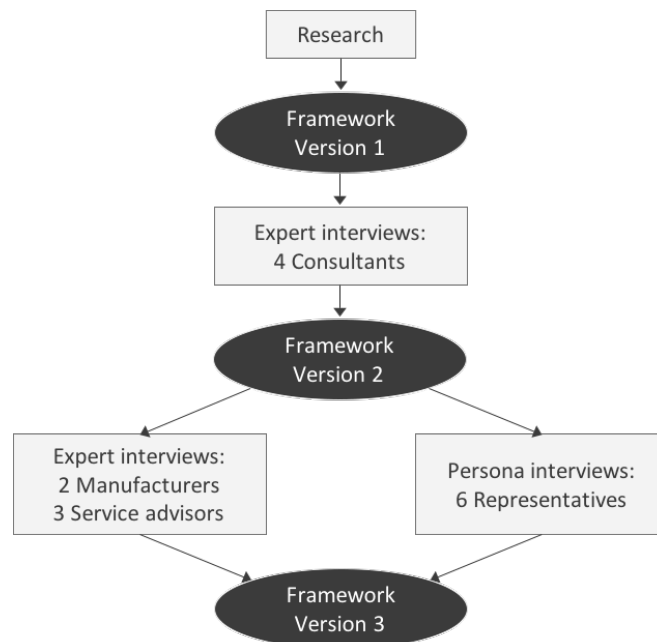 Research
Framework
Version 1
Expert interviews:
4 Consultants
Framework
Version 2
Expert interviews:
2 Manufacturers
3 Service advisors
Persona interviews:
6 Representatives
Framework
Version 3